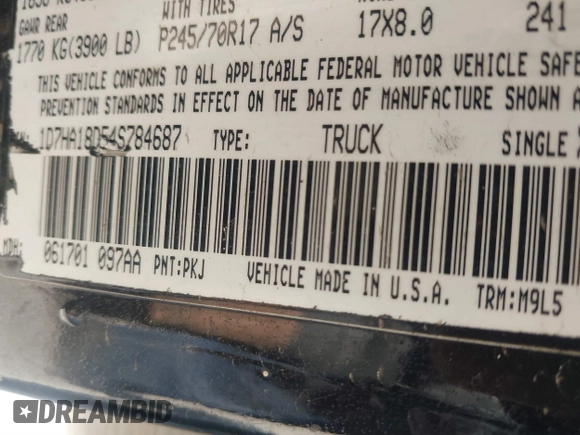 GAWR REAR WITH TIRES
1770 KG(3900 LB) P245/70R17 A/S 17X8.0 241
THIS VEHICLE CONFORMS TO ALL APPLICABLE FEDERAL MOTOR VEHICLE SAFE
PREVENTION STANDARDS IN EFFECT ON THE DATE OF MANUFACTURE SHOWN A
1D7HA18D54S784687 TYPE: TRUCK SINGLE
MDH: 061701 097AA PNT:PKJ VEHICLE MADE IN U.S.A. TRM:M9L5
DREAMBID